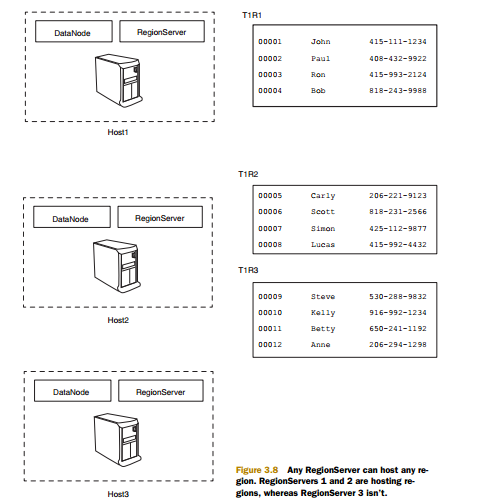 T1R1
DataNode RegionServer
00001 John 415-111-1234
00002 Paul 408-432-9922
00003 Ron 415-993-2124
00004 Bob 818-243-9988
Host1
T1R2
DataNode RegionServer
00005 Carly 206-221-9123
00006 Scott 818-231-2566
00007 Simon 425-112-9877
00008 Lucas 415-992-4432
T1R3
00009 Steve 530-288-9832
00010 Kelly 916-992-1234
00011 Betty 650-241-1192
00012 Anne 206-294-1298
Host2
DataNode RegionServer
Host3
Figure 3.8 Any RegionServer can host any re-
gion. RegionServers 1 and 2 are hosting re-
gions, whereas RegionServer 3 isn't.